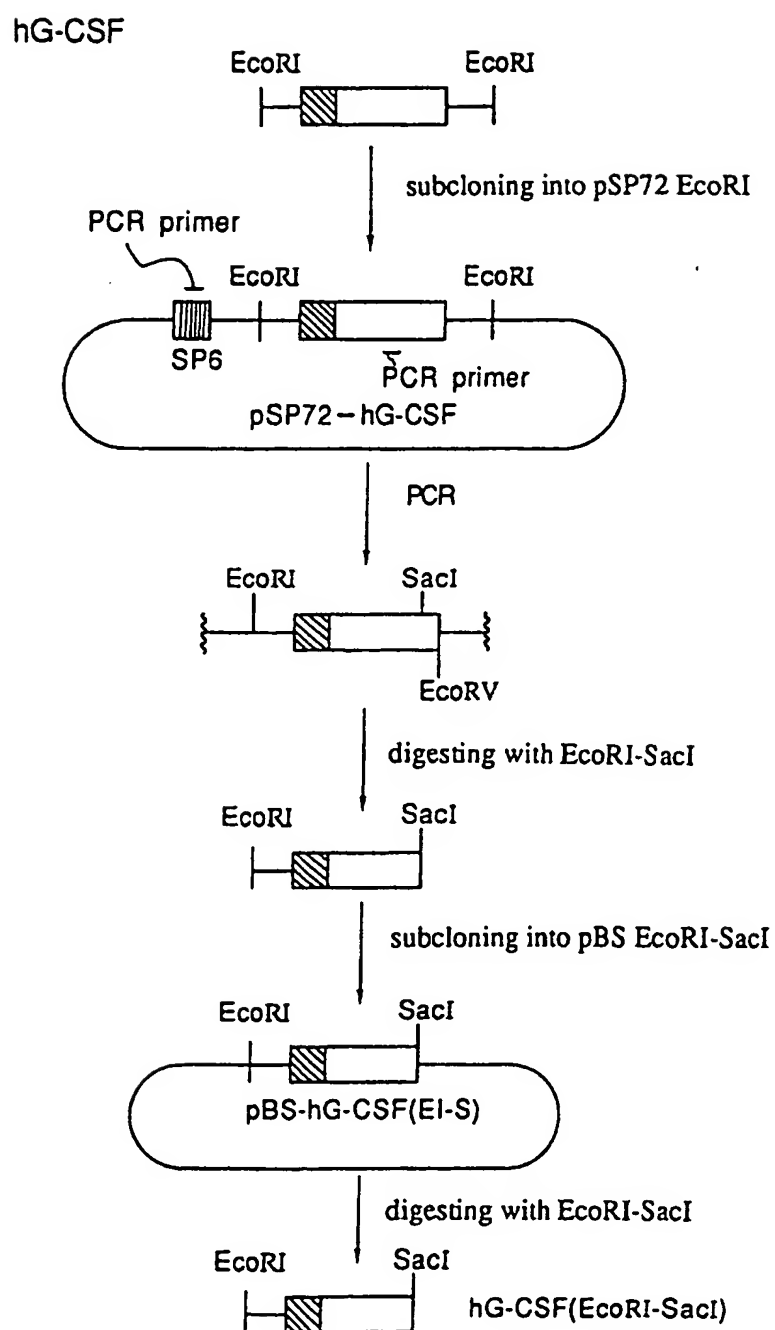 hG-CSF
EcoRI EcoRI
subcloning into pSP72 EcoRI
PCR primer
EcoRI EcoRI
SP6
PCR primer
pSP72-hG-CSF
PCR
EcoRI SacI
EcoRV
digesting with EcoRI-SacI
EcoRI SacI
subcloning into pBS EcoRI-SacI
EcoRI SacI
pBS-hG-CSF(EI-S)
digesting with EcoRI-SacI
EcoRI SacI
hG-CSF(EcoRI-SacI)